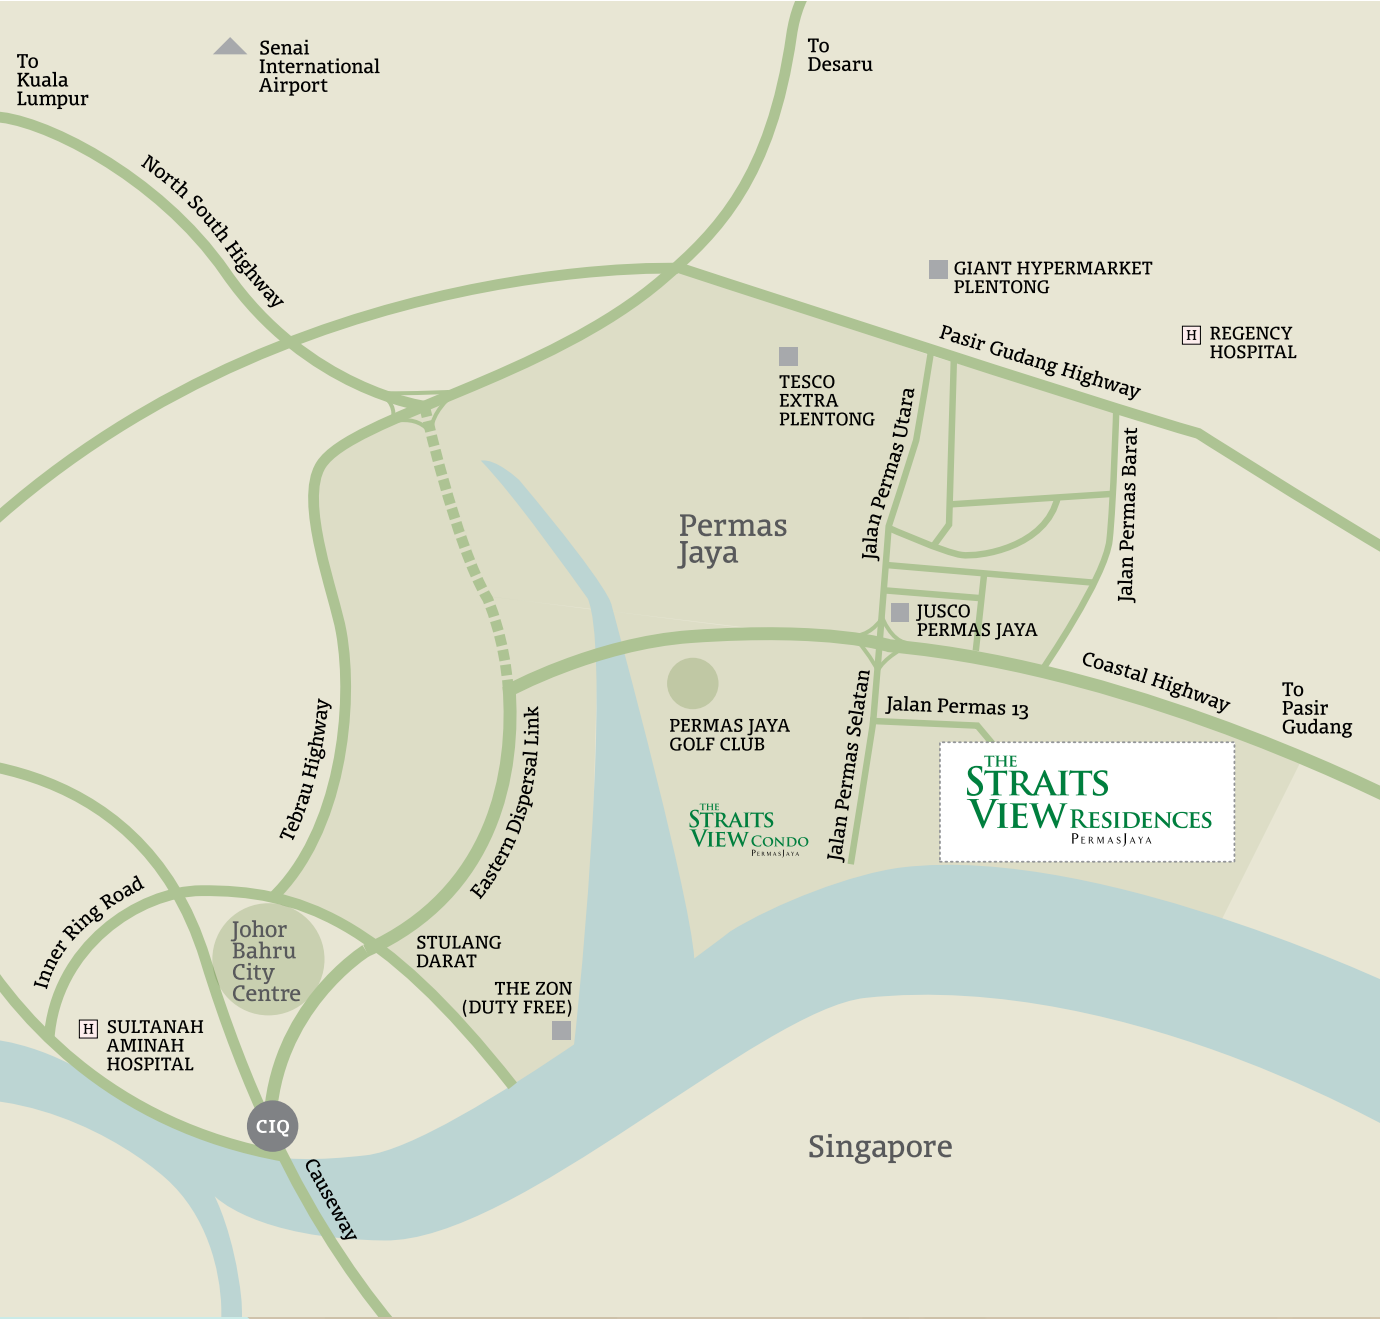 To
Kuala
Lumpur
Senai
International
Airport
To
Desaru
North South Highway
GIANT HYPERMARKET
PLENTONG
Pasir Gudang Highway
H
REGENCY
HOSPITAL
TESCO
EXTRA
PLENTONG
Jalan Permas Utara
Jalan Permas Barat
Permas
Jaya
JUSCO
PERMAS JAYA
Coastal Highway
To
Pasir
Gudang
PERMAS JAYA
GOLF CLUB
Jalan Permas Selatan
Jalan Permas 13
THE
STRAITS
VIEW RESIDENCES
PERMASJAYA
THE
STRAITS
VIEW CONDO
PERMASJAYA
Tebrau Highway
Eastern Dispersal Link
Inner Ring Road
Johor
Bahru
City
Centre
STULANG
DARAT
THE ZON
(DUTY FREE)
H
SULTANAH
AMINAH
HOSPITAL
CIQ
Causeway
Singapore